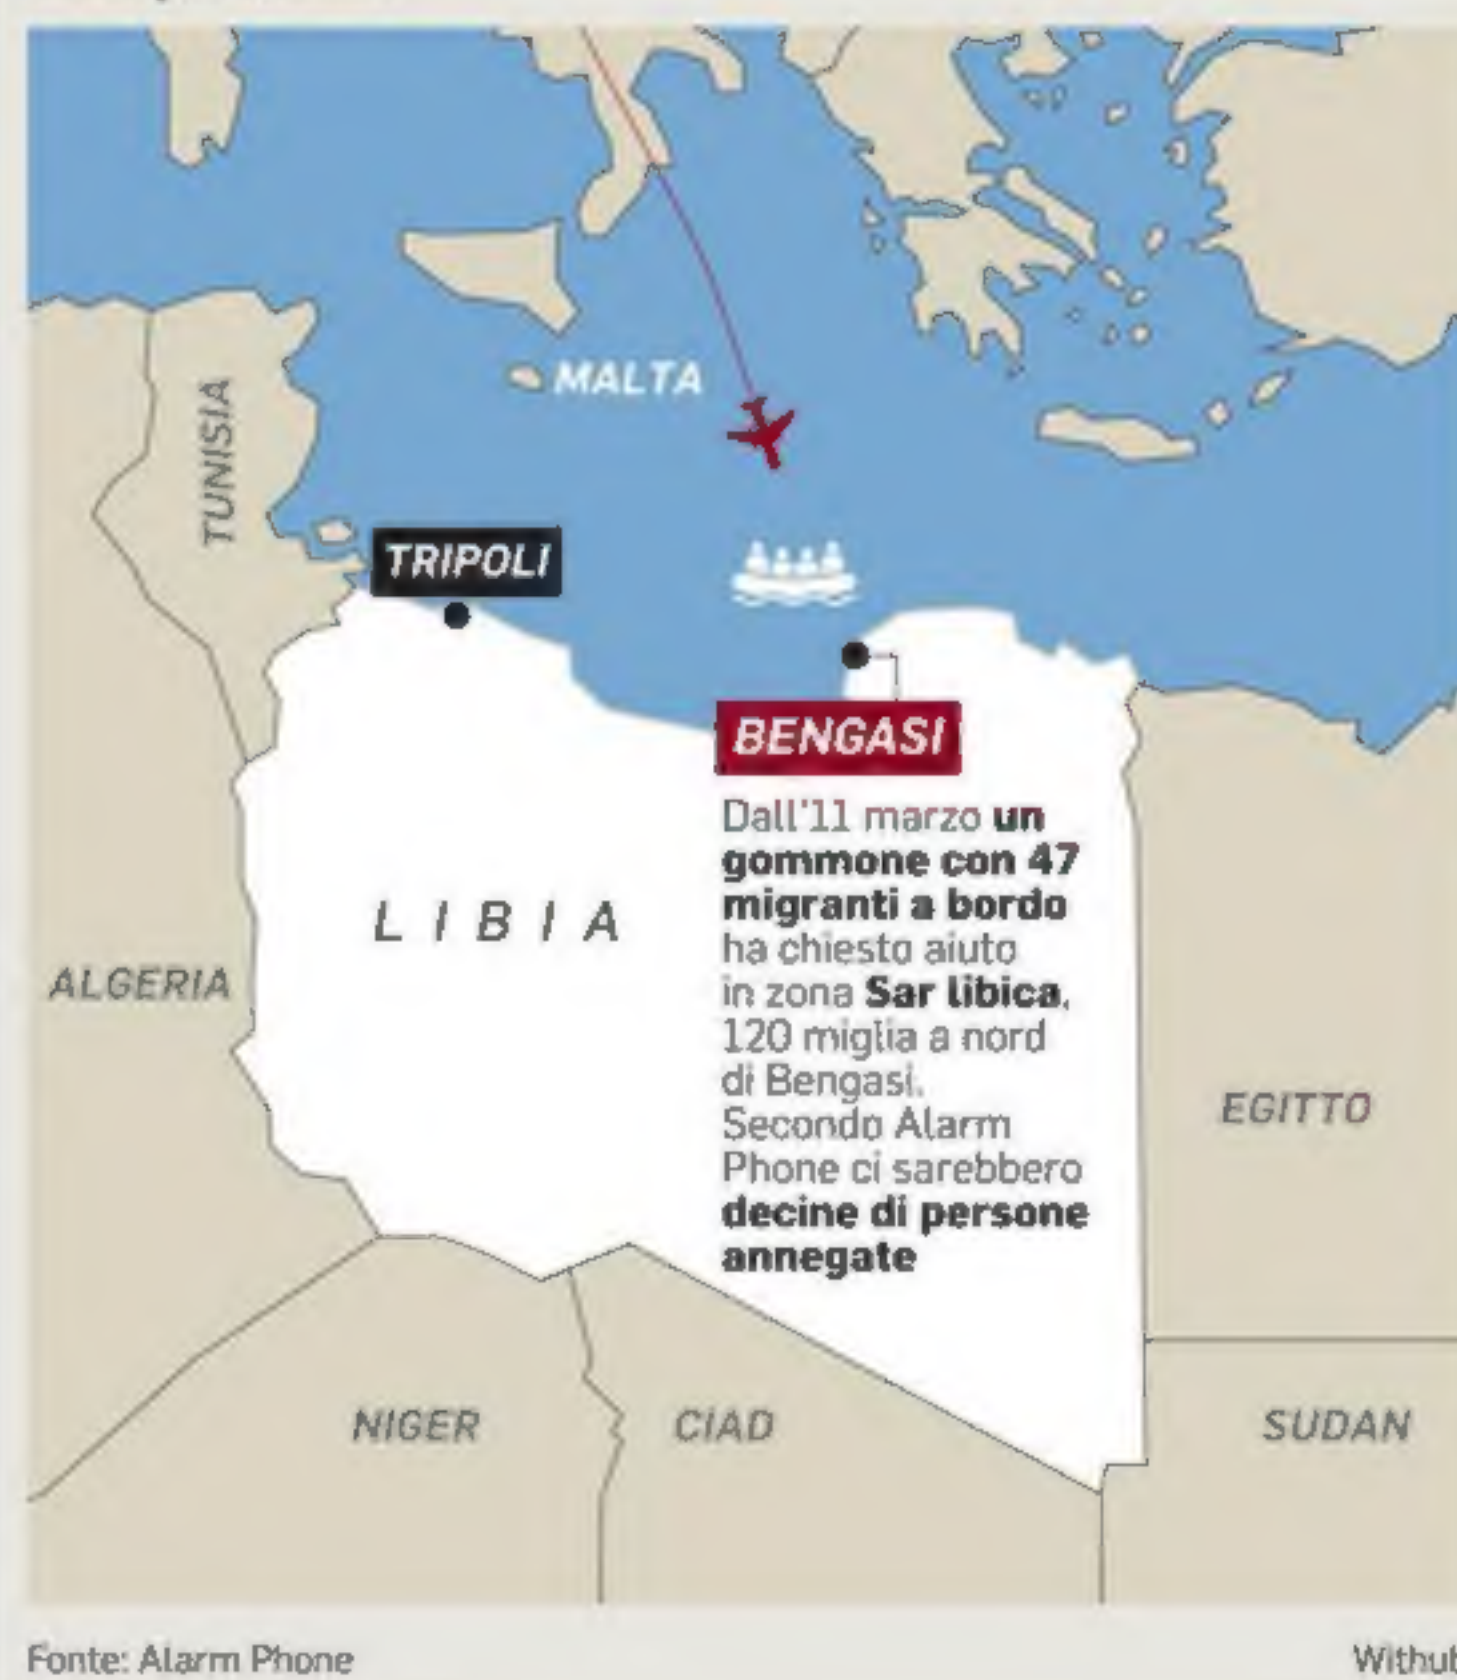 MALTA
TUNISIA
TRIPOLI
BENGASI
Dall'11 marzo un
gommone con 47
migranti a bordo
ha chiesto aiuto
in zona Sar libica,
120 miglia a nord
di Bengasi.
Secondo Alarm
Phone ci sarebbero
decine di persone
annegate
LIBIA
ALGERIA
EGITTO
NIGER
CIAD
SUDAN
Fonte: Alarm Phone
Withub